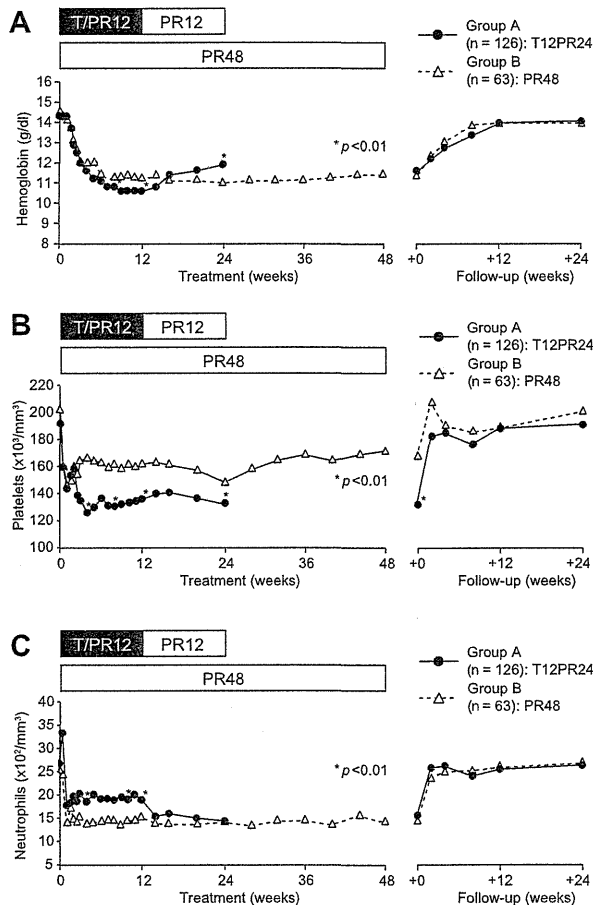 A
T/PR12 PR12
PR48
Group A
(n = 126): T12PR24
Group B
(n = 63): PR48
Hemoglobin (g/dl)
16
15
14
13
12
11
10
9
8
*p<0.01
* *
0 12 24 36 48
Treatment (weeks)
+0 +12 +24
Follow-up (weeks)
B
T/PR12 PR12
PR48
Group A
(n = 126): T12PR24
Group B
(n = 63): PR48
Platelets (x10³/mm³)
220
200
180
160
140
120
100
*p<0.01
* * * *
*
0 12 24 36 48
Treatment (weeks)
+0 +12 +24
Follow-up (weeks)
C
T/PR12 PR12
PR48
Group A
(n = 126): T12PR24
Group B
(n = 63): PR48
Neutrophils (x10²/mm³)
40
35
30
25
20
15
10
5
*p<0.01
* * *
0 12 24 36 48
Treatment (weeks)
+0 +12 +24
Follow-up (weeks)